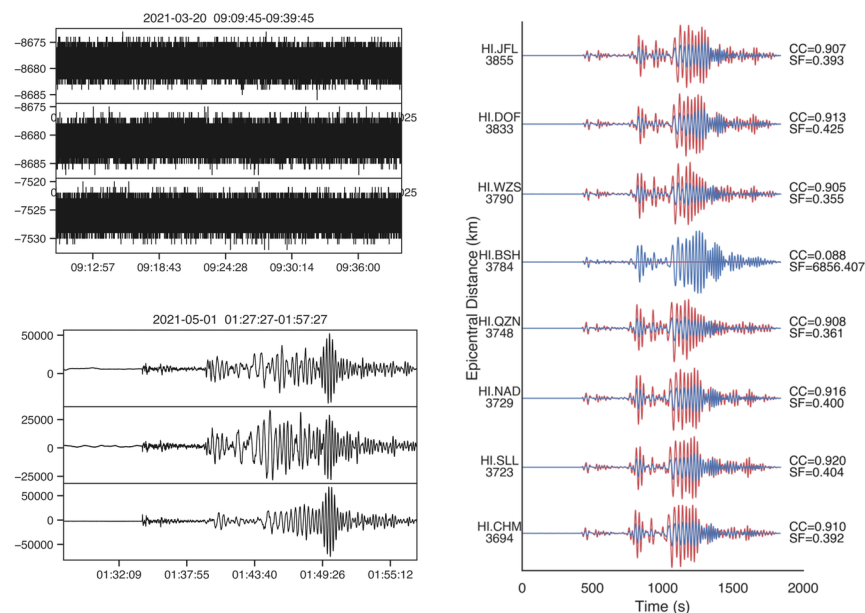 2021-03-20 09:09:45-09:39:45
−8675
−8680
−8685
−8675
−8680
−8685
−7520
−7525
−7530
09:12:57 09:18:43 09:24:28 09:30:14 09:36:00
2021-05-01 01:27:27-01:57:27
50000
0
25000
0
−25000
50000
0
−50000
01:32:09 01:37:55 01:43:40 01:49:26 01:55:12
Epicentral Distance (km)
HI.JFL
3855
CC=0.907
SF=0.393
HI.DOF
3833
CC=0.913
SF=0.425
HI.WZS
3790
CC=0.905
SF=0.355
HI.BSH
3784
CC=0.088
SF=6856.407
HI.QZN
3748
CC=0.908
SF=0.361
HI.NAD
3729
CC=0.916
SF=0.400
HI.SLL
3723
CC=0.920
SF=0.404
HI.CHM
3694
CC=0.910
SF=0.392
0 500 1000 1500 2000
Time (s)